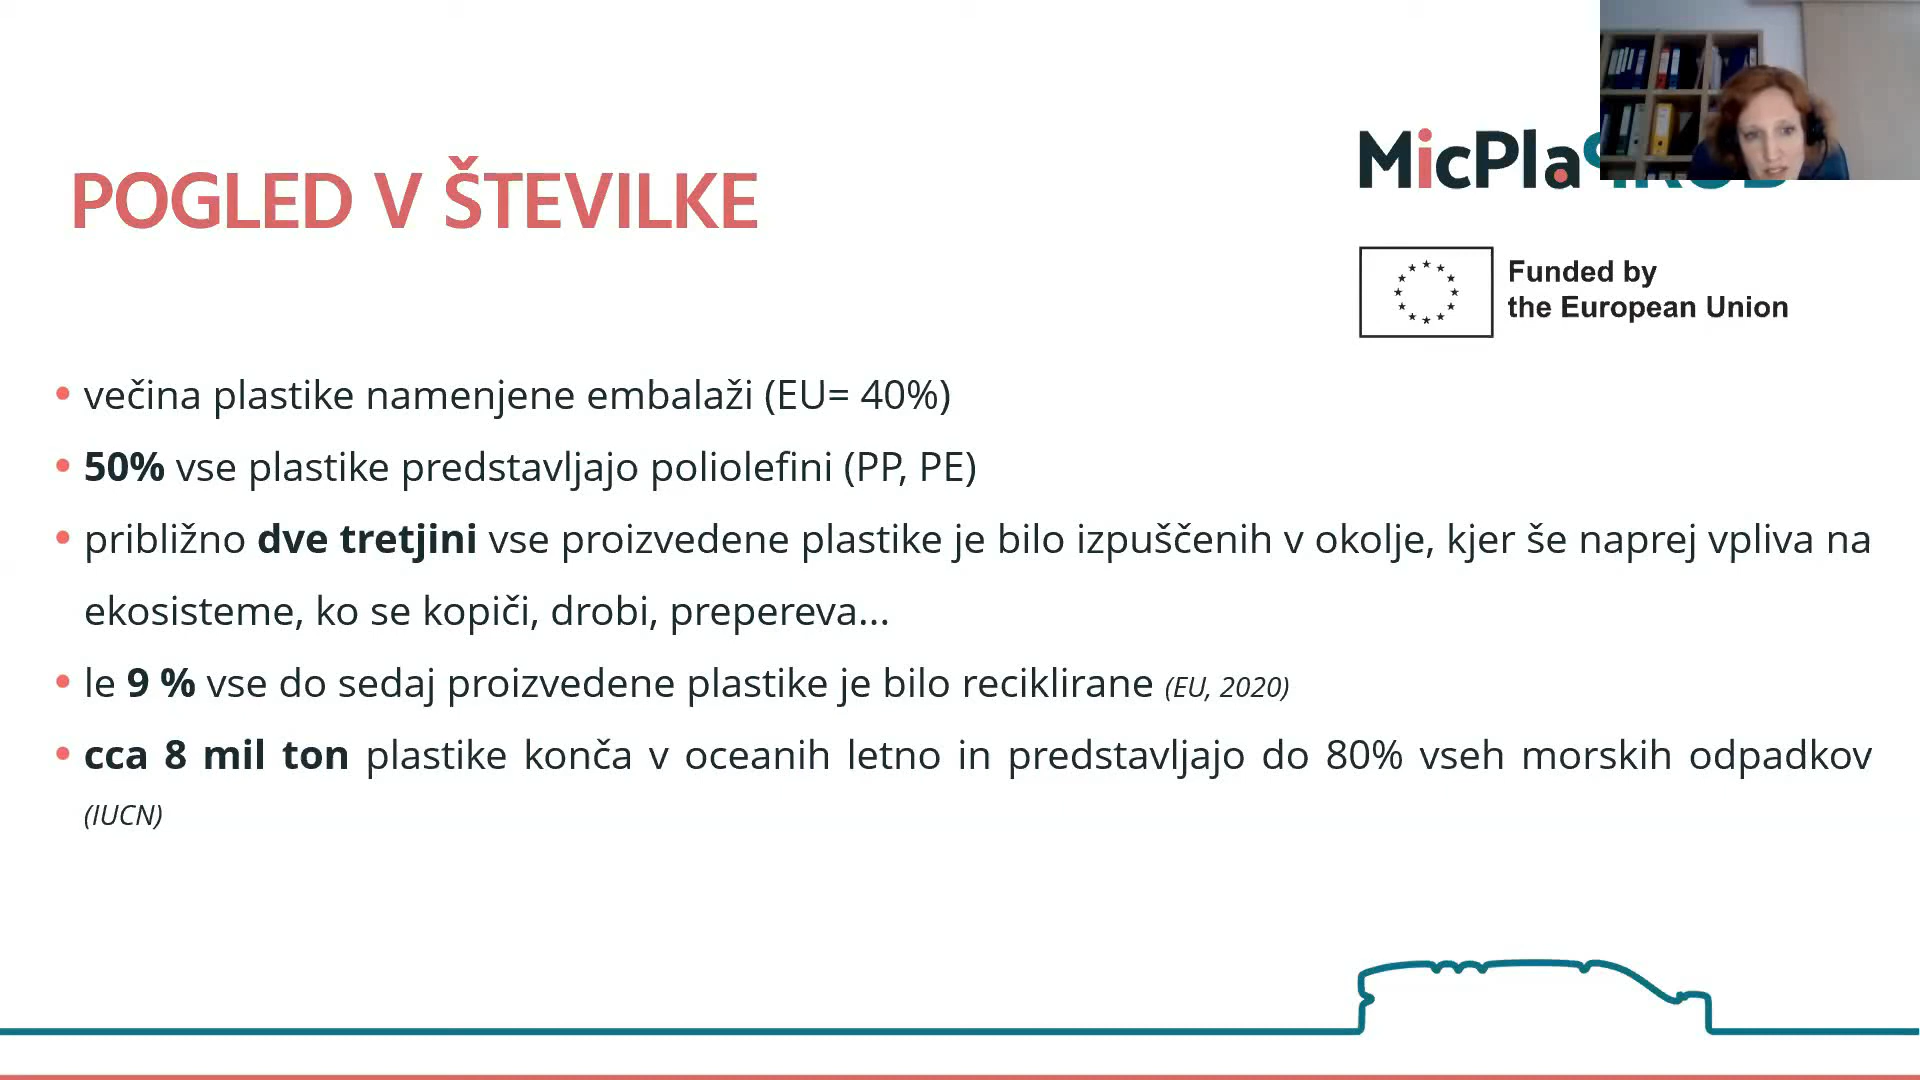 POGLED V ŠTEVILKE
MicPla
Funded by
the European Union
• večina plastike namenjene embalaži (EU= 40%)
• 50% vse plastike predstavljajo poliolefini (PP, PE)
• približno dve tretjini vse proizvedene plastike je bilo izpuščenih v okolje, kjer še naprej vpliva na
ekosisteme, ko se kopiči, drobi, prepereva...
• le 9 % vse do sedaj proizvedene plastike je bilo reciklirane (EU, 2020)
• cca 8 mil ton plastike konča v oceanih letno in predstavljajo do 80% vseh morskih odpadkov
(IUCN)